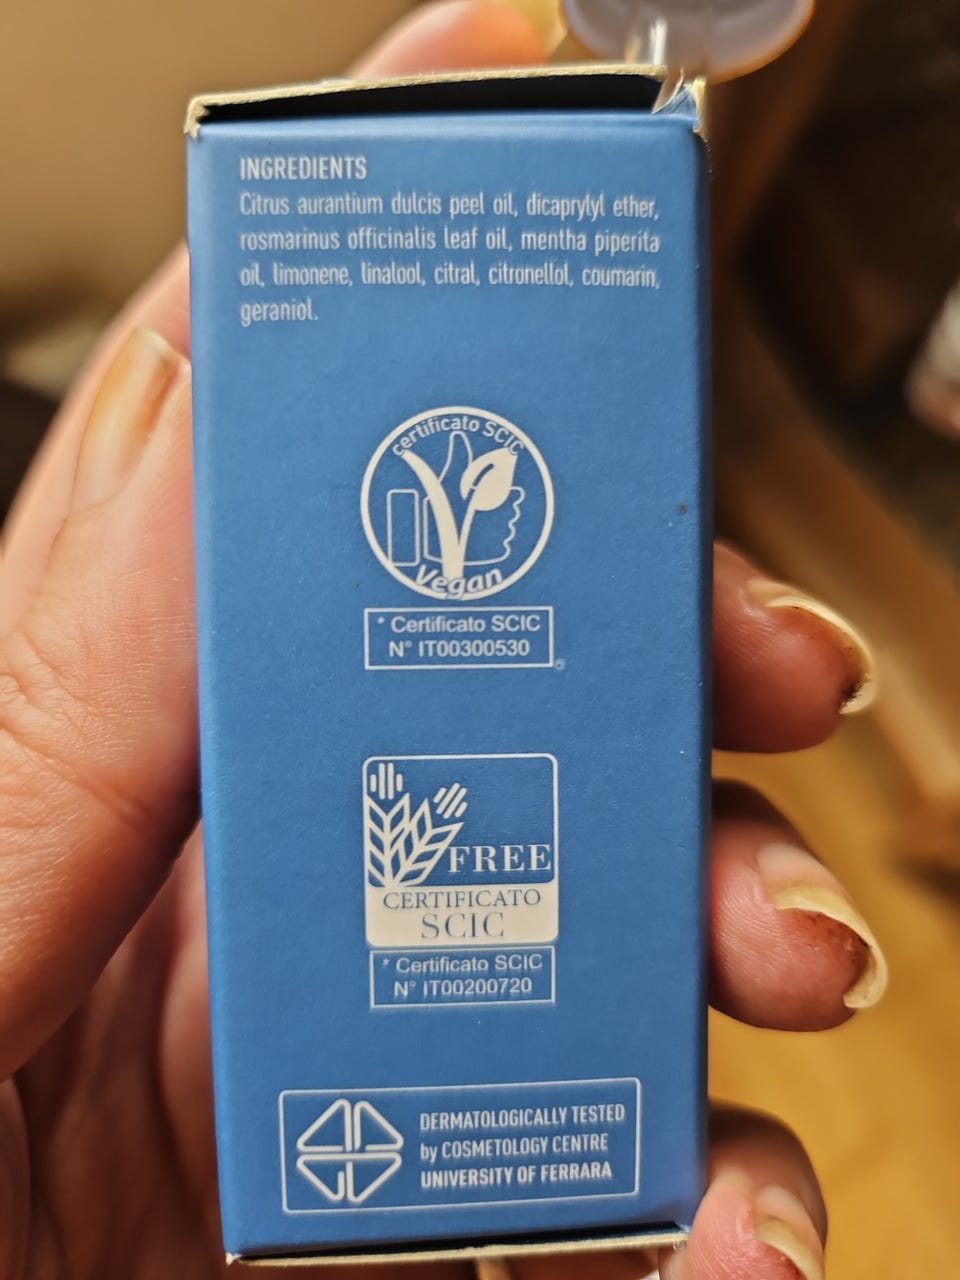 INGREDIENTS
Citrus aurantium dulcis peel oil, dicaprylyl ether,
rosmarinus officinalis leaf oil, mentha piperita
oil, limonene, linalool, citral, citronellol, coumarin,
geraniol.
certificato SCIC
Vegan
* Certificato SCIC
N° IT00300530
FREE
CERTIFICATO
SCIC
* Certificato SCIC
N° IT00200720
DERMATOLOGICALLY TESTED
by COSMETOLOGY CENTRE
UNIVERSITY OF FERRARA